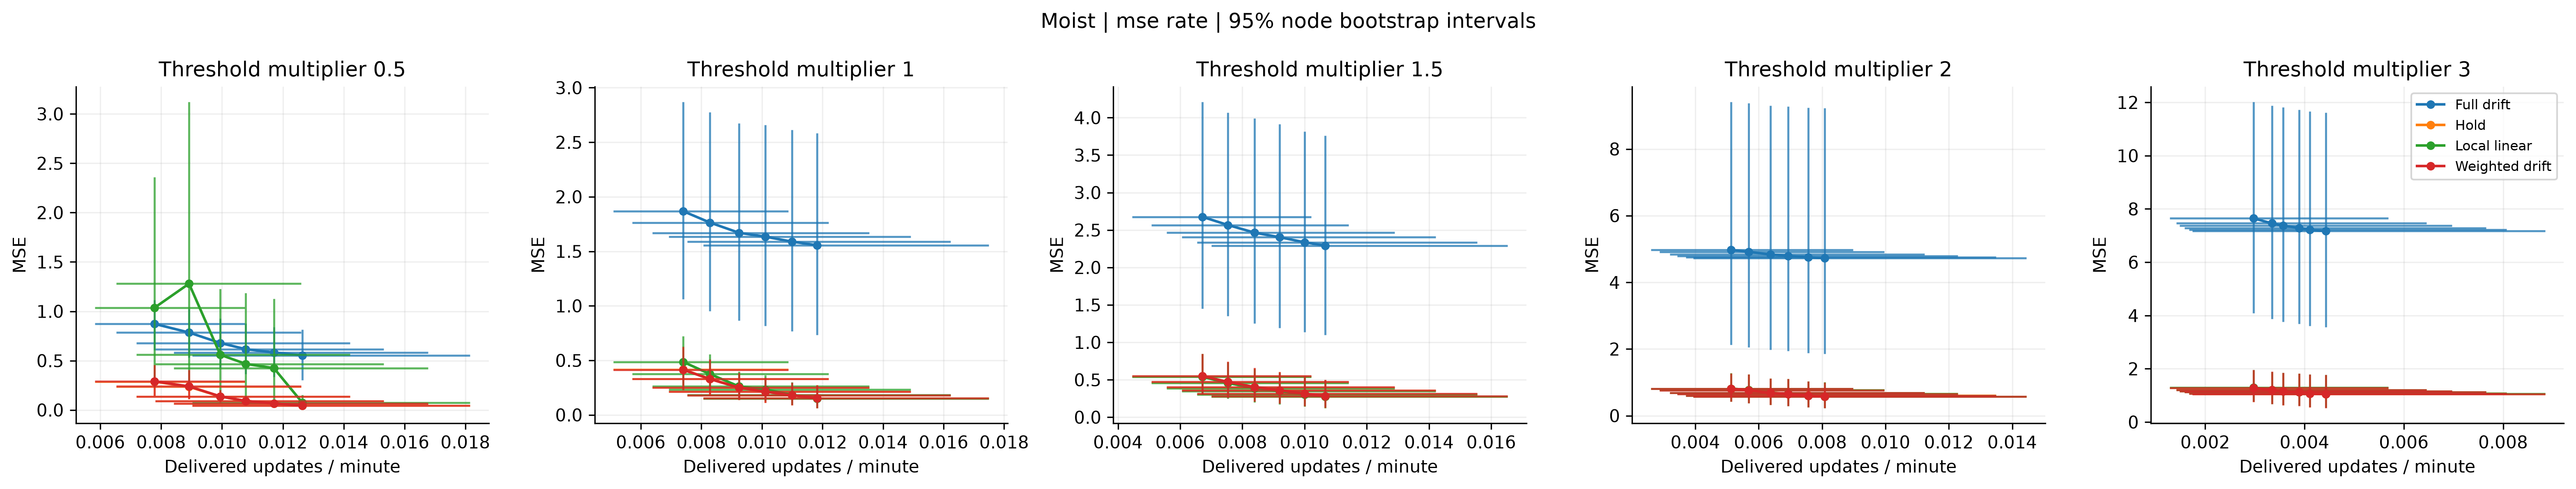 Moist | mse rate | 95% node bootstrap intervals
Threshold multiplier 0.5
MSE
3.0
2.5
2.0
1.5
1.0
0.5
0.0
0.006 0.008 0.010 0.012 0.014 0.016 0.018
Delivered updates / minute
Threshold multiplier 1
MSE
3.0
2.5
2.0
1.5
1.0
0.5
0.0
0.006 0.008 0.010 0.012 0.014 0.016 0.018
Delivered updates / minute
Threshold multiplier 1.5
MSE
4.0
3.5
3.0
2.5
2.0
1.5
1.0
0.5
0.0
0.004 0.006 0.008 0.010 0.012 0.014 0.016
Delivered updates / minute
Threshold multiplier 2
MSE
8
6
4
2
0
0.004 0.006 0.008 0.010 0.012 0.014
Delivered updates / minute
Threshold multiplier 3
MSE
12
10
8
6
4
2
0
0.002 0.004 0.006 0.008
Delivered updates / minute
Full drift
Hold
Local linear
Weighted drift